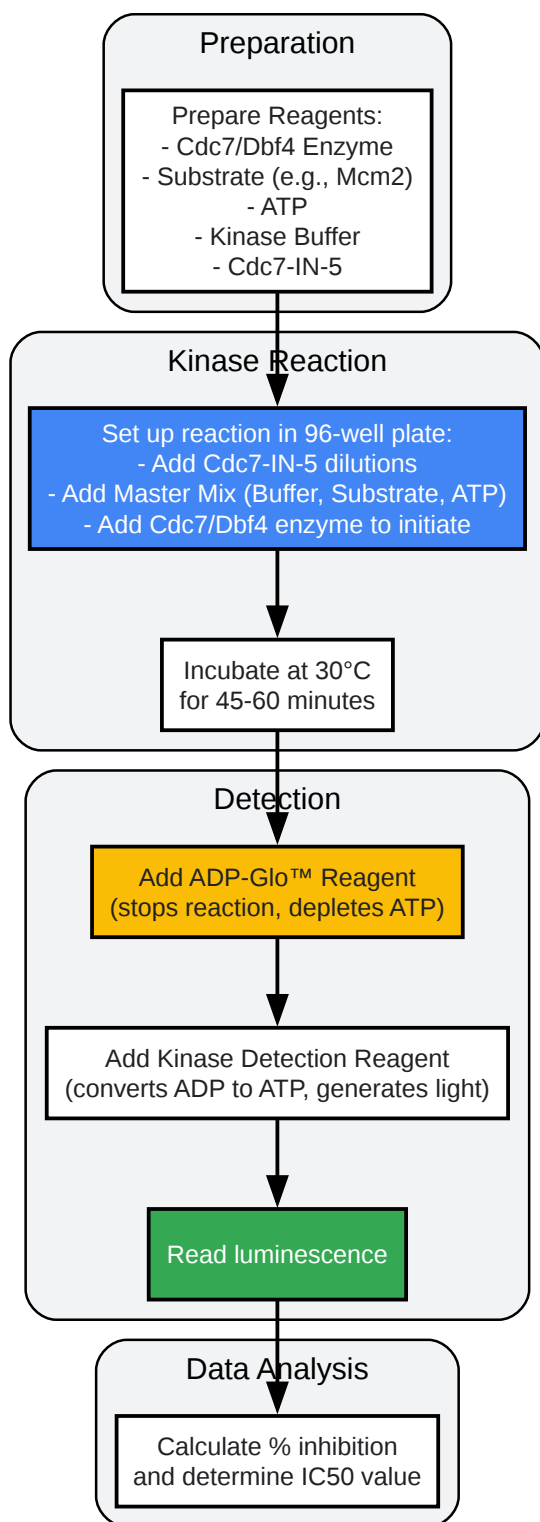 Preparation
Prepare Reagents:
- Cdc7/Dbf4 Enzyme
- Substrate (e.g., Mcm2)
- ATP
- Kinase Buffer
- Cdc7-IN-5
Kinase Reaction
Set up reaction in 96-well plate:
- Add Cdc7-IN-5 dilutions
- Add Master Mix (Buffer, Substrate, ATP)
- Add Cdc7/Dbf4 enzyme to initiate
Incubate at 30°C
for 45-60 minutes
Detection
Add ADP-Glo™ Reagent
(stops reaction, depletes ATP)
Add Kinase Detection Reagent
(converts ADP to ATP, generates light)
Read luminescence
Data Analysis
Calculate % inhibition
and determine IC50 value